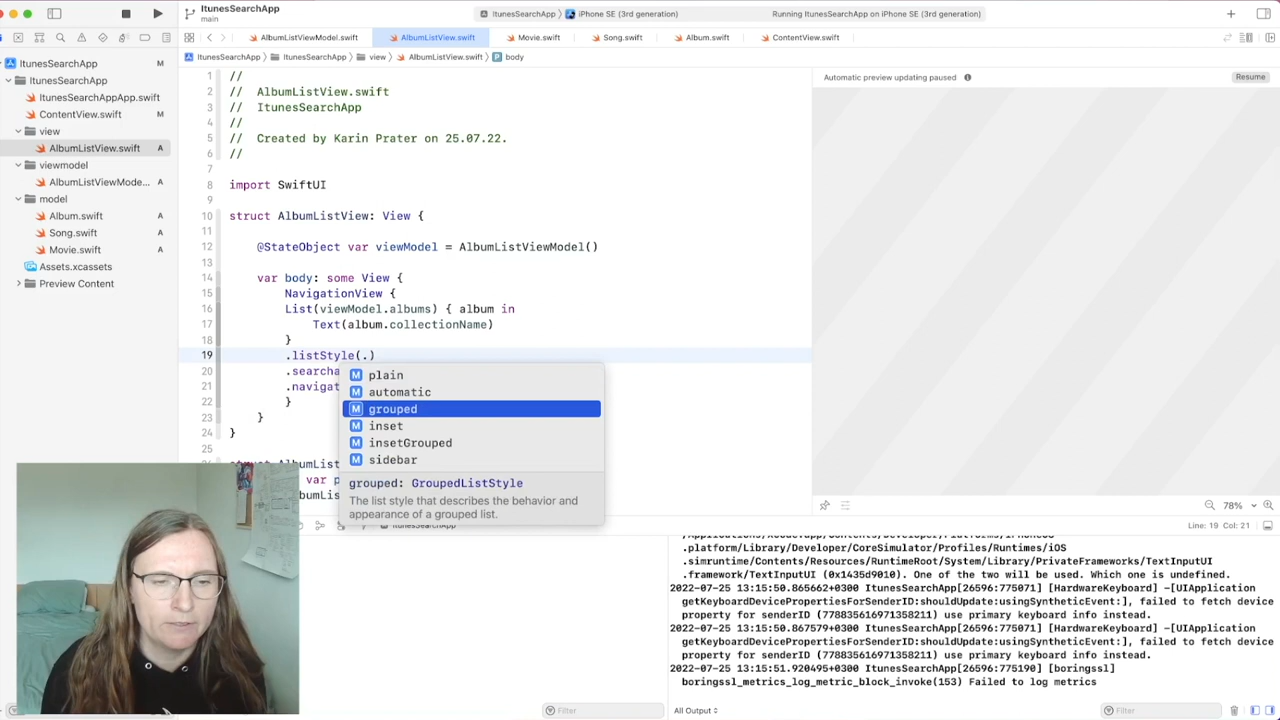 ItunesSearchApp
main
ItunesSearchApp
iPhone SE (3rd generation)
Running ItunesSearchApp on iPhone SE (3rd generation)
AlbumListViewModel.swift
AlbumListView.swift
Movie.swift
Song.swift
Album.swift
ContentView.swift
ItunesSearchApp
M
ItunesSearchApp
ItunesSearchAppApp.swift
ContentView.swift
M
view
AlbumListView.swift
A
viewmodel
AlbumListViewMode...
A
model
Album.swift
A
Song.swift
A
Movie.swift
A
Assets.xcassets
Preview Content
ItunesSearchApp
ItunesSearchApp
view
AlbumListView.swift
body
1 //
2 // AlbumListView.swift
3 // ItunesSearchApp
4 //
5 // Created by Karin Prater on 25.07.22.
6 //
7
8 import SwiftUI
9
10 struct AlbumListView: View {
11
12 @StateObject var viewModel = AlbumListViewModel()
13
14 var body: some View {
15 NavigationView {
16 List(viewModel.albums) { album in
17 Text(album.collectionName)
18 }
19 .listStyle(.)
20 .searcha
21 .navigat
22 }
23 }
24 }
25
struct AlbumList
var p
lbumLis
plain
automatic
grouped
inset
insetGrouped
sidebar
grouped: GroupedListStyle
The list style that describes the behavior and
appearance of a grouped list.
Automatic preview updating paused
Resume
78%
ItunesSearchApp
Line: 19 Col: 21
.platform/Library/Developer/CoreSimulator/Profiles/Runtimes/iOS
.simruntime/Contents/Resources/RuntimeRoot/System/Library/PrivateFrameworks/TextInputUI
.framework/TextInputUI (0x1435d9010). One of the two will be used. Which one is undefined.
2022-07-25 13:15:50.865662+0300 ItunesSearchApp[26596:775071] [HardwareKeyboard] -[UIApplication
getKeyboardDevicePropertiesForSenderID:shouldUpdate:usingSyntheticEvent:], failed to fetch device
property for senderID (778835616971358211) use primary keyboard info instead.
2022-07-25 13:15:50.867579+0300 ItunesSearchApp[26596:775071] [HardwareKeyboard] -[UIApplication
getKeyboardDevicePropertiesForSenderID:shouldUpdate:usingSyntheticEvent:], failed to fetch device
property for senderID (778835616971358211) use primary keyboard info instead.
2022-07-25 13:15:51.920495+0300 ItunesSearchApp[26596:775190] [boringssl]
boringssl_metrics_log_metric_block_invoke(153) Failed to log metrics
Filter
All Output
Filter